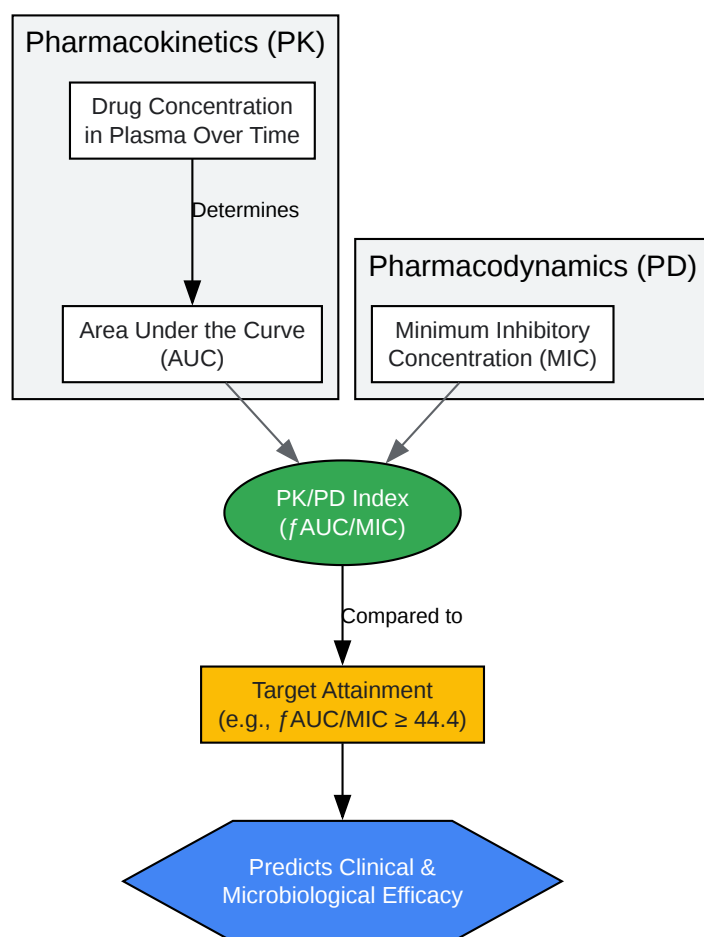 Pharmacokinetics (PK)
Drug Concentration
in Plasma Over Time
Determines
Area Under the Curve
(AUC)
Pharmacodynamics (PD)
Minimum Inhibitory
Concentration (MIC)
PK/PD Index
(ƒAUC/MIC)
Compared to
Target Attainment
(e.g., ƒAUC/MIC ≥ 44.4)
Predicts Clinical &
Microbiological Efficacy